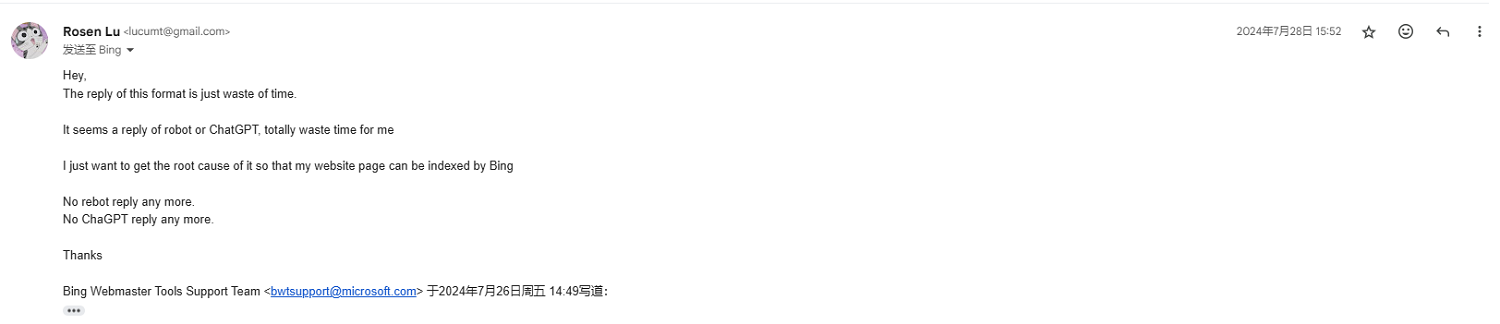 Rosen Lu <lucumt@gmail.com>
2024年7月28日 15:52
发送至 Bing
Hey,
The reply of this format is just waste of time.
It seems a reply of robot or ChatGPT, totally waste time for me
I just want to get the root cause of it so that my website page can be indexed by Bing
No rebot reply any more.
No ChaGPT reply any more.
Thanks
Bing Webmaster Tools Support Team <bwtsupport@microsoft.com> 于2024年7月26日周五 14:49写道：